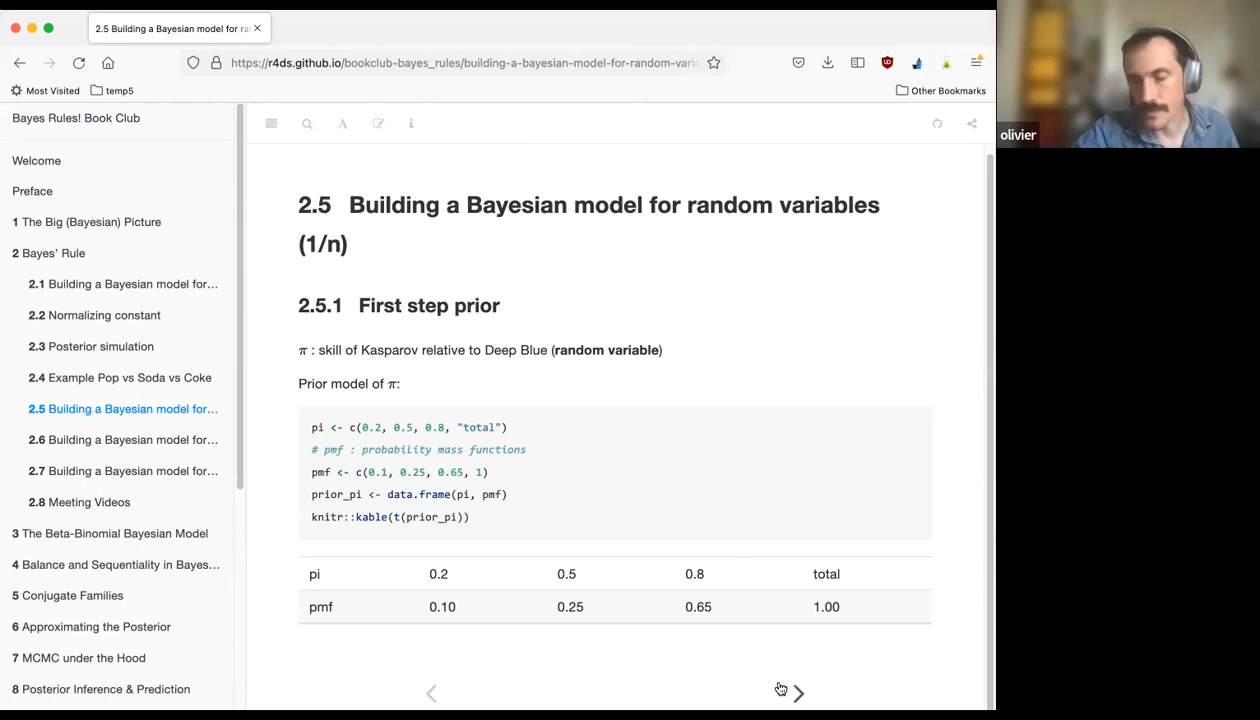 2.5 Building a Bayesian model for ra
https://r4ds.github.io/bookclub-bayes_rules/building-a-bayesian-model-for-random-varia
Most Visited
temp5
Other Bookmarks
Bayes Rules! Book Club
Welcome
Preface
1 The Big (Bayesian) Picture
2 Bayes' Rule
2.1 Building a Bayesian model for...
2.2 Normalizing constant
2.3 Posterior simulation
2.4 Example Pop vs Soda vs Coke
2.5 Building a Bayesian model for...
2.6 Building a Bayesian model for...
2.7 Building a Bayesian model for...
2.8 Meeting Videos
3 The Beta-Binomial Bayesian Model
4 Balance and Sequentiality in Bayes...
5 Conjugate Families
6 Approximating the Posterior
7 MCMC under the Hood
8 Posterior Inference & Prediction
2.5 Building a Bayesian model for random variables
(1/n)
2.5.1 First step prior
π : skill of Kasparov relative to Deep Blue (random variable)
Prior model of π:
pi <- c(0.2, 0.5, 0.8, "total")
# pmf : probability mass functions
pmf <- c(0.1, 0.25, 0.65, 1)
prior_pi <- data.frame(pi, pmf)
knitr::kable(t(prior_pi))
pi 0.2 0.5 0.8 total
pmf 0.10 0.25 0.65 1.00
olivier